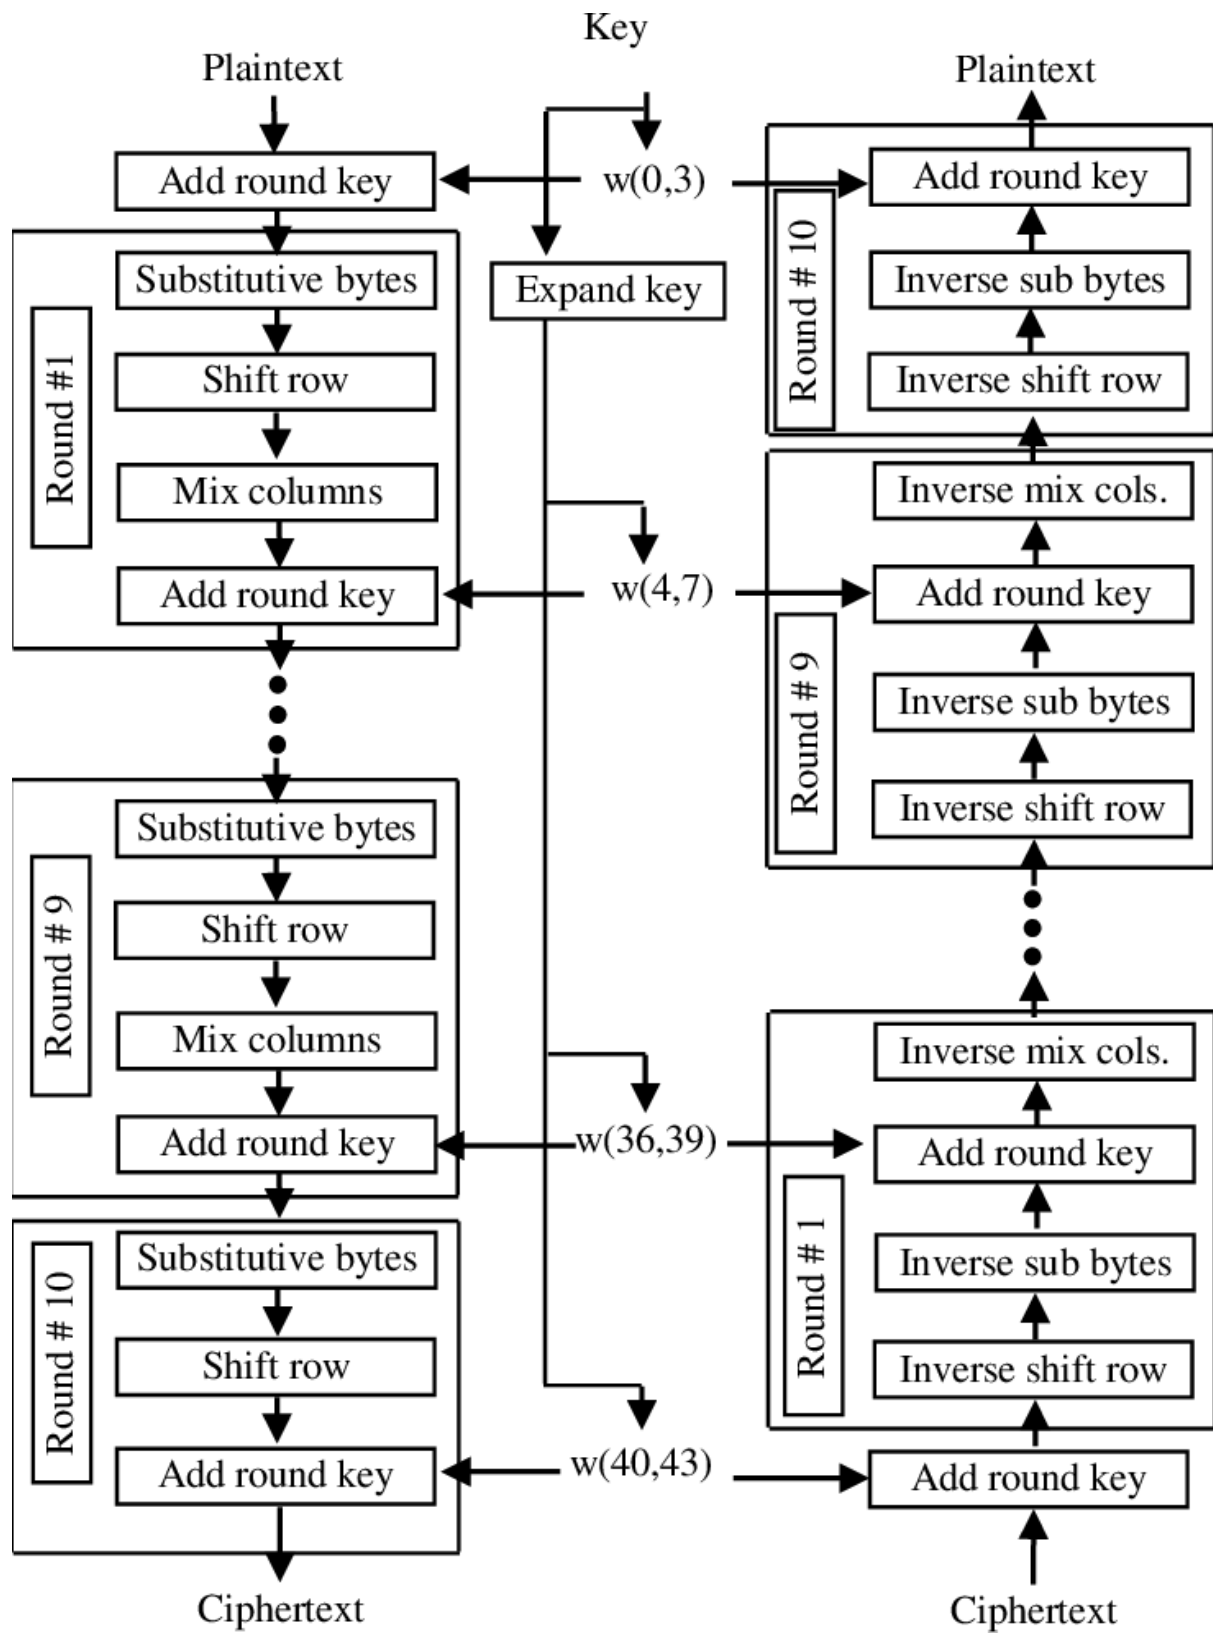 Key
Plaintext
Add round key
Round #1
Substitutive bytes
Shift row
Mix columns
Add round key
Round # 9
Substitutive bytes
Shift row
Mix columns
Add round key
Round # 10
Substitutive bytes
Shift row
Add round key
Ciphertext
w(0,3)
Expand key
w(4,7)
w(36,39)
w(40,43)
Plaintext
Add round key
Round # 10
Inverse sub bytes
Inverse shift row
Inverse mix cols.
Add round key
Round # 9
Inverse sub bytes
Inverse shift row
Inverse mix cols.
Add round key
Round # 1
Inverse sub bytes
Inverse shift row
Add round key
Ciphertext